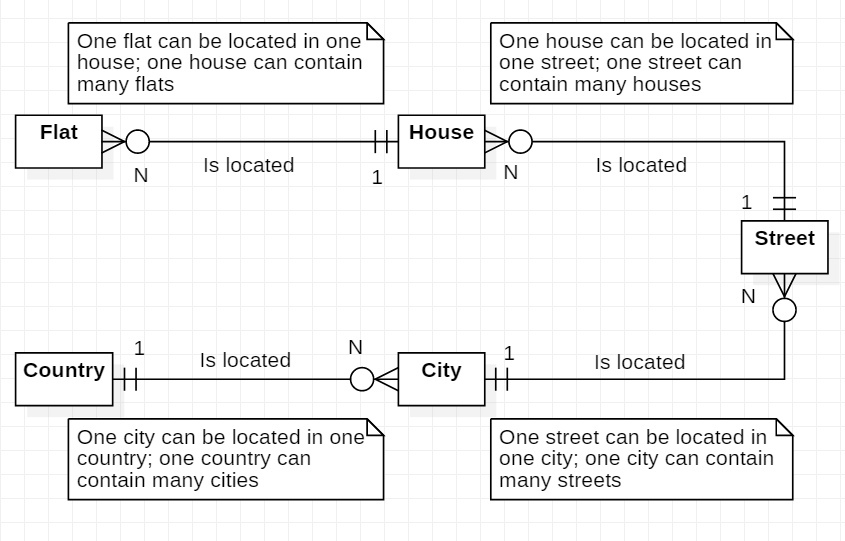 One flat can be located in one
house; one house can contain
many flats
One house can be located in
one street; one street can
contain many houses
Flat
House
N
Is located
1
N
Is located
1
Street
N
Country
1
Is located
N
City
1
Is located
One city can be located in one
country; one country can
contain many cities
One street can be located in
one city; one city can contain
many streets